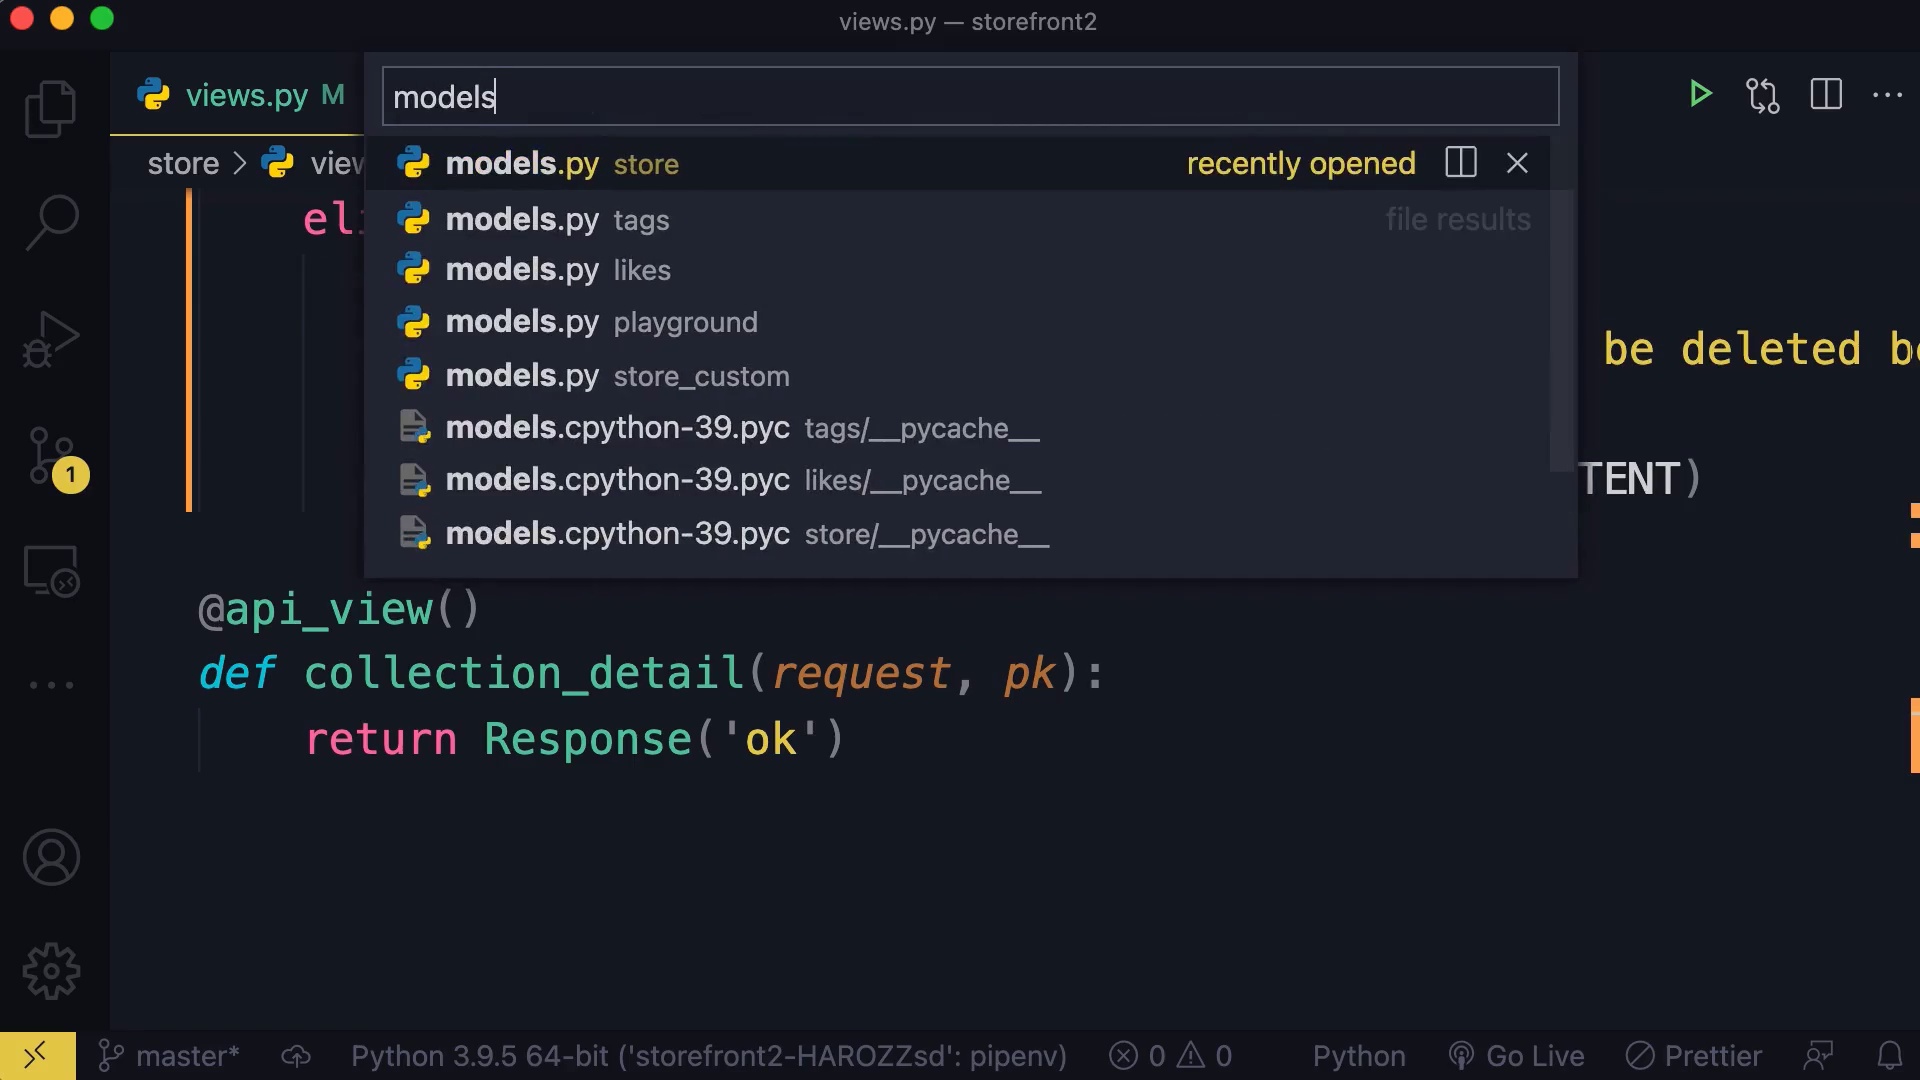 views.py — storefront2
views.py M
models
store > view
models.py store recently opened
models.py tags file results
models.py likes
models.py playground
models.py store_custom
models.cpython-39.pyc tags/__pycache__
models.cpython-39.pyc likes/__pycache__
models.cpython-39.pyc store/__pycache__
eli
be deleted be
TENT)
1
@api_view()
def collection_detail(request, pk):
return Response('ok')
master* Python 3.9.5 64-bit ('storefront2-HAROZZsd': pipenv) 0 0 Python Go Live Prettier